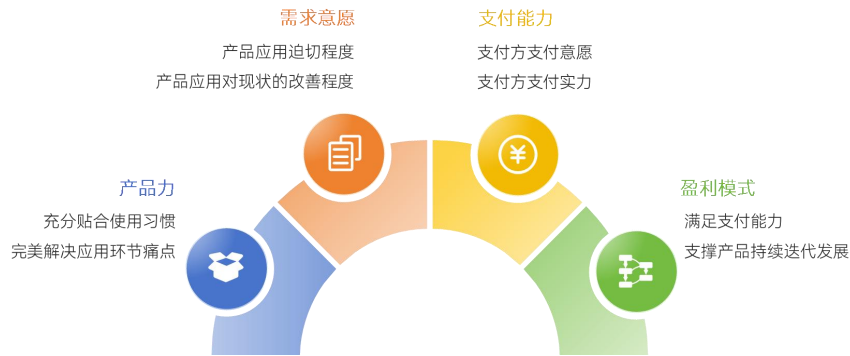 需求意愿
产品应用迫切程度
产品应用对现状的改善程度
支付能力
支付方支付意愿
支付方支付实力
产品力
充分贴合使用习惯
完美解决应用环节痛点
盈利模式
满足支付能力
支撑产品持续迭代发展